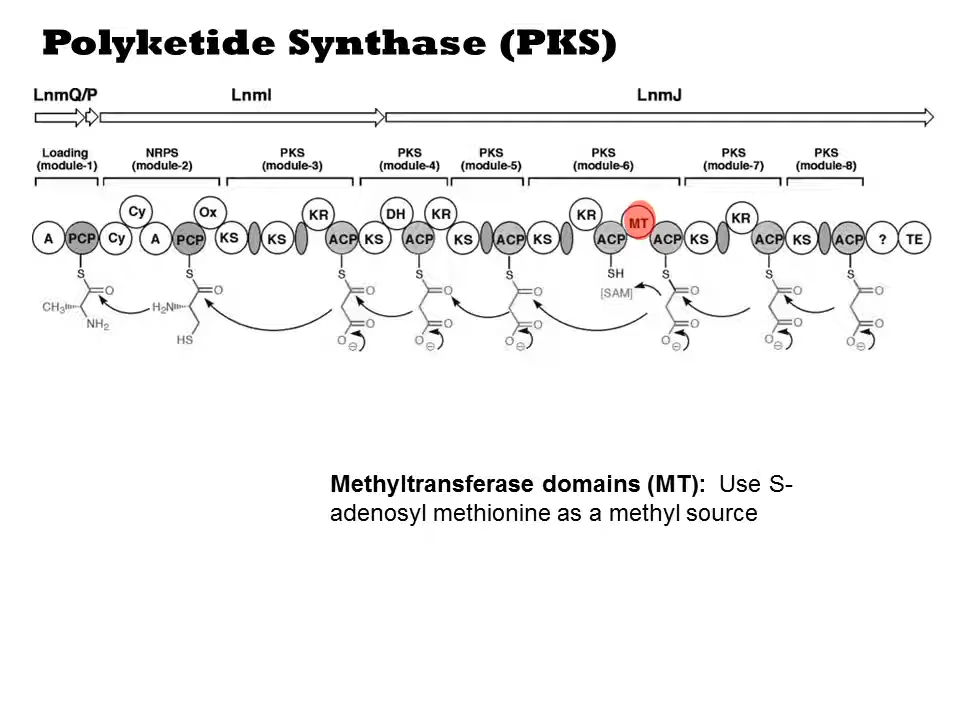 Polyketide Synthase (PKS)
LnmQ/P LnmI LnmJ
Loading NRPS PKS PKS PKS PKS PKS PKS
(module-1) (module-2) (module-3) (module-4) (module-5) (module-6) (module-7) (module-8)
Cy Ox KR DH KR KR MT KR
A PCP Cy A PCP KS KS ACP KS ACP KS ACP KS ACP ACP KS ACP KS ACP ? TE
S S S S S SH S S S
O O O O O [SAM] O O O
CH3 H2N
NH2 O O O O O O
HS O⊖ O⊖ O⊖ O⊖ O⊖ O⊖
Methyltransferase domains (MT): Use S-
adenosyl methionine as a methyl source